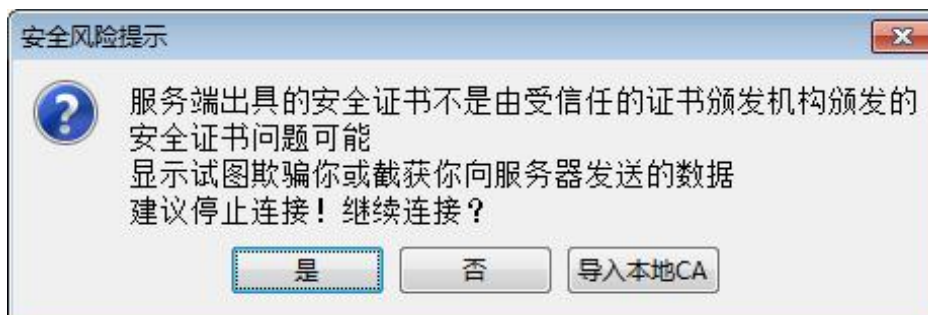 安全风险提示
服务端出具的安全证书不是由受信任的证书颁发机构颁发的
安全证书问题可能
显示试图欺骗你或截获你向服务器发送的数据
建议停止连接！继续连接？
是 否 导入本地CA